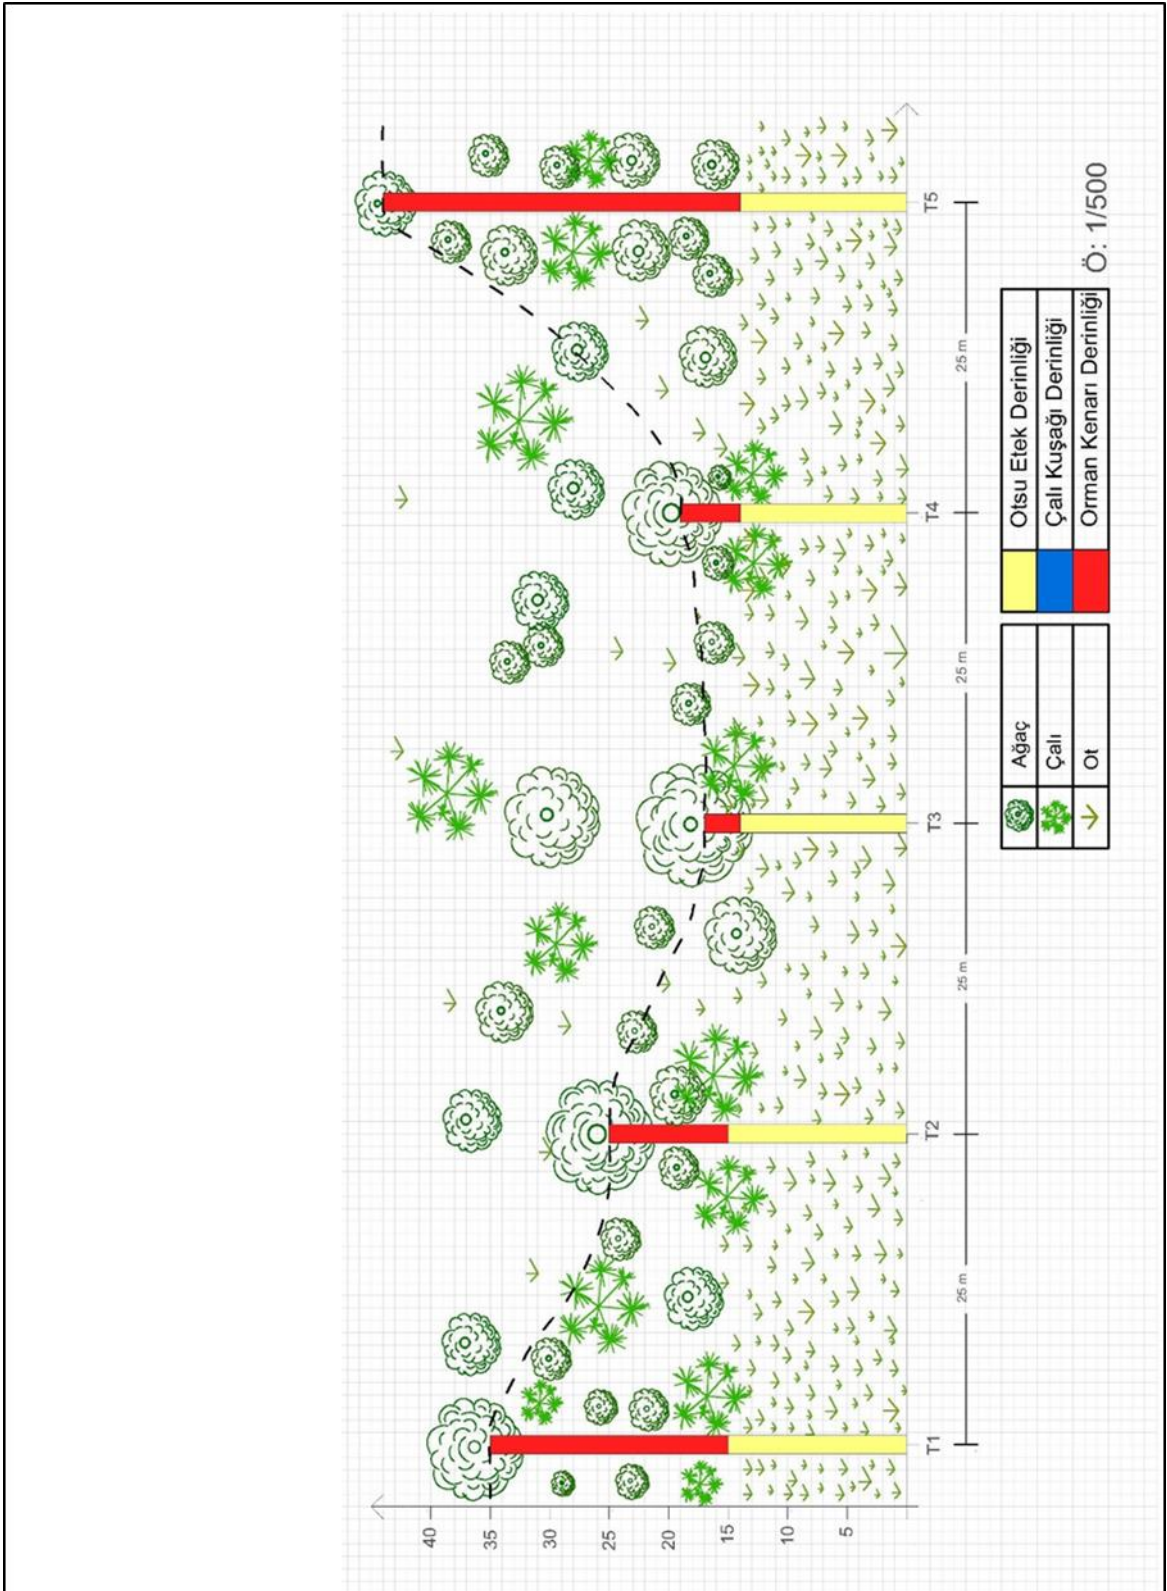 40
35
30
25
20
15
10
5
T1
T2
T3
T4
T5
25 m
25 m
25 m
25 m
Ağaç
Çalı
Ot
Otsu Etek Derinliği
Çalı Kuşağı Derinliği
Orman Kenarı Derinliği
Ö: 1/500